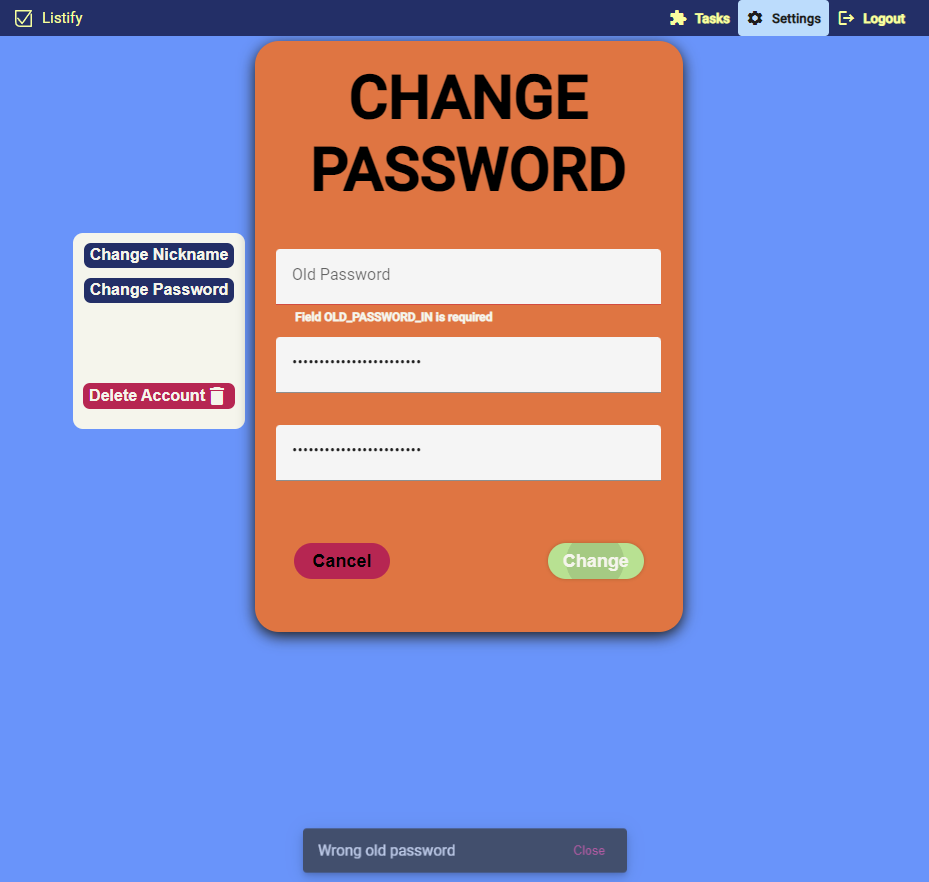 Listify
Tasks
Settings
Logout
CHANGE
PASSWORD
Change Nickname
Change Password
Delete Account
Old Password
Field OLD_PASSWORD_IN is required
••••••••••••••••••••••••
••••••••••••••••••••••••
Cancel
Change
Wrong old password
Close